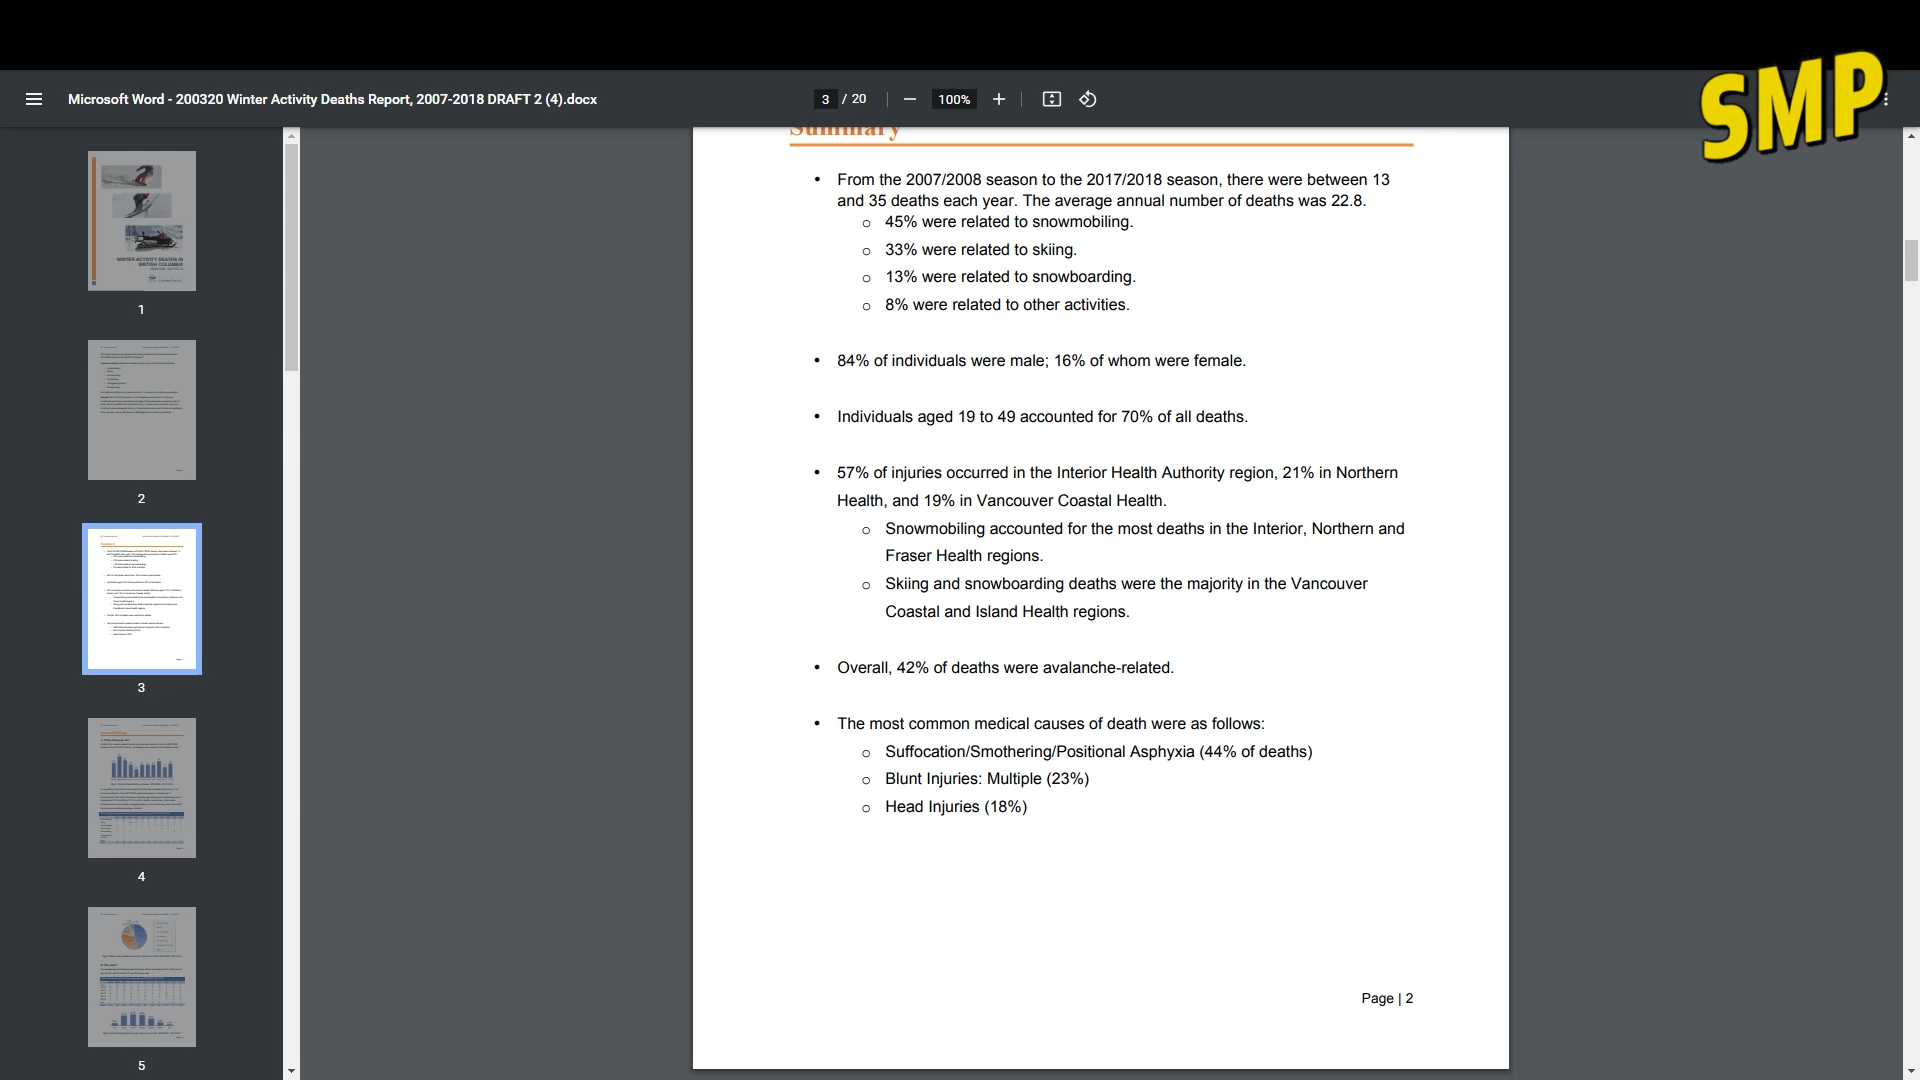 SMP
Microsoft Word - 200320 Winter Activity Deaths Report, 2007-2018 DRAFT 2 (4).docx
3 / 20
100%
Summary
• From the 2007/2008 season to the 2017/2018 season, there were between 13
and 35 deaths each year. The average annual number of deaths was 22.8.
o 45% were related to snowmobiling.
o 33% were related to skiing.
o 13% were related to snowboarding.
o 8% were related to other activities.
• 84% of individuals were male; 16% of whom were female.
• Individuals aged 19 to 49 accounted for 70% of all deaths.
• 57% of injuries occurred in the Interior Health Authority region, 21% in Northern
Health, and 19% in Vancouver Coastal Health.
o Snowmobiling accounted for the most deaths in the Interior, Northern and
Fraser Health regions.
o Skiing and snowboarding deaths were the majority in the Vancouver
Coastal and Island Health regions.
• Overall, 42% of deaths were avalanche-related.
• The most common medical causes of death were as follows:
o Suffocation/Smothering/Positional Asphyxia (44% of deaths)
o Blunt Injuries: Multiple (23%)
o Head Injuries (18%)
Page | 2
WINTER ACTIVITY DEATHS IN
BRITISH COLUMBIA
1
2
3
4
5